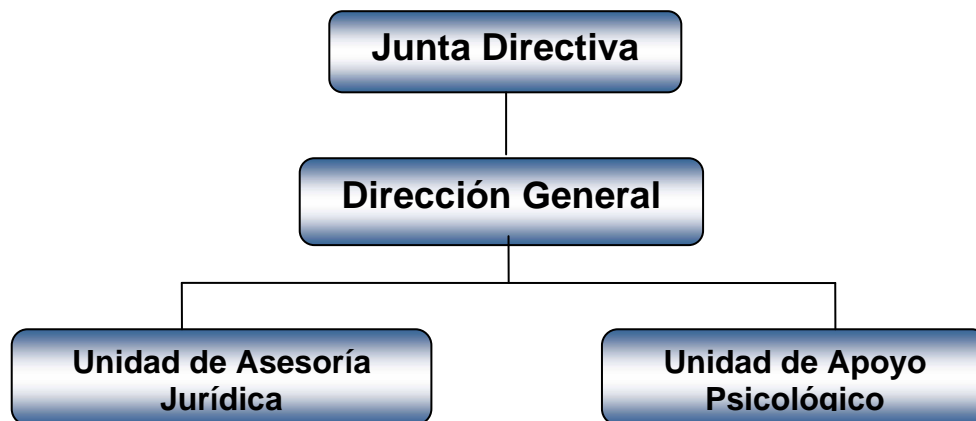 Junta Directiva
Dirección General
Unidad de Asesoría
Jurídica
Unidad de Apoyo
Psicológico